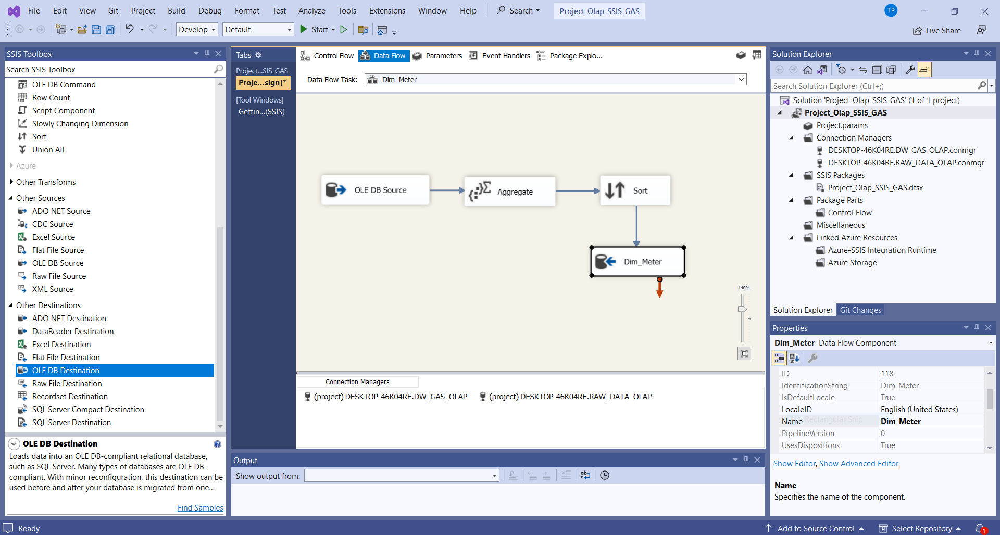 File Edit View Git Project Build Debug Format Test Analyze Tools Extensions Window Help Search Project_Olap_SSIS_GAS TP
Develop Default Start Live Share
SSIS Toolbox
Search SSIS Toolbox
OLE DB Command
Row Count
Script Component
Slowly Changing Dimension
Sort
Union All
Azure
Other Transforms
Other Sources
ADO NET Source
CDC Source
Excel Source
Flat File Source
OLE DB Source
Raw File Source
XML Source
Other Destinations
ADO NET Destination
DataReader Destination
Excel Destination
Flat File Destination
OLE DB Destination
Raw File Destination
Recordset Destination
SQL Server Compact Destination
SQL Server Destination
OLE DB Destination
Loads data into an OLE DB-compliant relational database,
such as SQL Server. Many types of databases are OLE DB-
compliant. With minor reconfiguration, this destination can be
used before and after your database is migrated from one...
Find Samples
Tabs
Project...SIS_GAS
Proje...sign]*
[Tool Windows]
Gettin...(SSIS)
Control Flow Data Flow Parameters Event Handlers Package Explo...
Data Flow Task: Dim_Meter
OLE DB Source
Aggregate
Sort
Dim_Meter
140%
Connection Managers
(project) DESKTOP-46K04RE.DW_GAS_OLAP (project) DESKTOP-46K04RE.RAW_DATA_OLAP
Output
Show output from:
Solution Explorer
Search Solution Explorer (Ctrl+;)
Solution 'Project_Olap_SSIS_GAS' (1 of 1 project)
Project_Olap_SSIS_GAS
Project.params
Connection Managers
DESKTOP-46K04RE.DW_GAS_OLAP.conmgr
DESKTOP-46K04RE.RAW_DATA_OLAP.conmgr
SSIS Packages
Project_Olap_SSIS_GAS.dtsx
Package Parts
Control Flow
Miscellaneous
Linked Azure Resources
Azure-SSIS Integration Runtime
Azure Storage
Solution Explorer Git Changes
Properties
Dim_Meter Data Flow Component
ID 118
IdentificationString Dim_Meter
IsDefaultLocale True
LocaleID English (United States)
Name Rectangular Snip Dim_Meter
PipelineVersion 0
UsesDispositions True
Show Editor, Show Advanced Editor
Name
Specifies the name of the component.
Ready Add to Source Control Select Repository 1